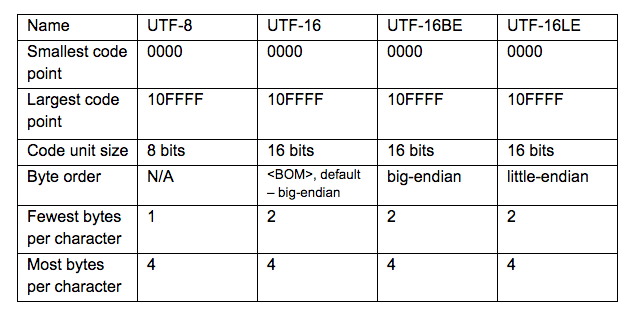 Name UTF-8 UTF-16 UTF-16BE UTF-16LE
Smallest code point 0000 0000 0000 0000
Largest code point 10FFFF 10FFFF 10FFFF 10FFFF
Code unit size 8 bits 16 bits 16 bits 16 bits
Byte order N/A <BOM>, default – big-endian big-endian little-endian
Fewest bytes per character 1 2 2 2
Most bytes per character 4 4 4 4